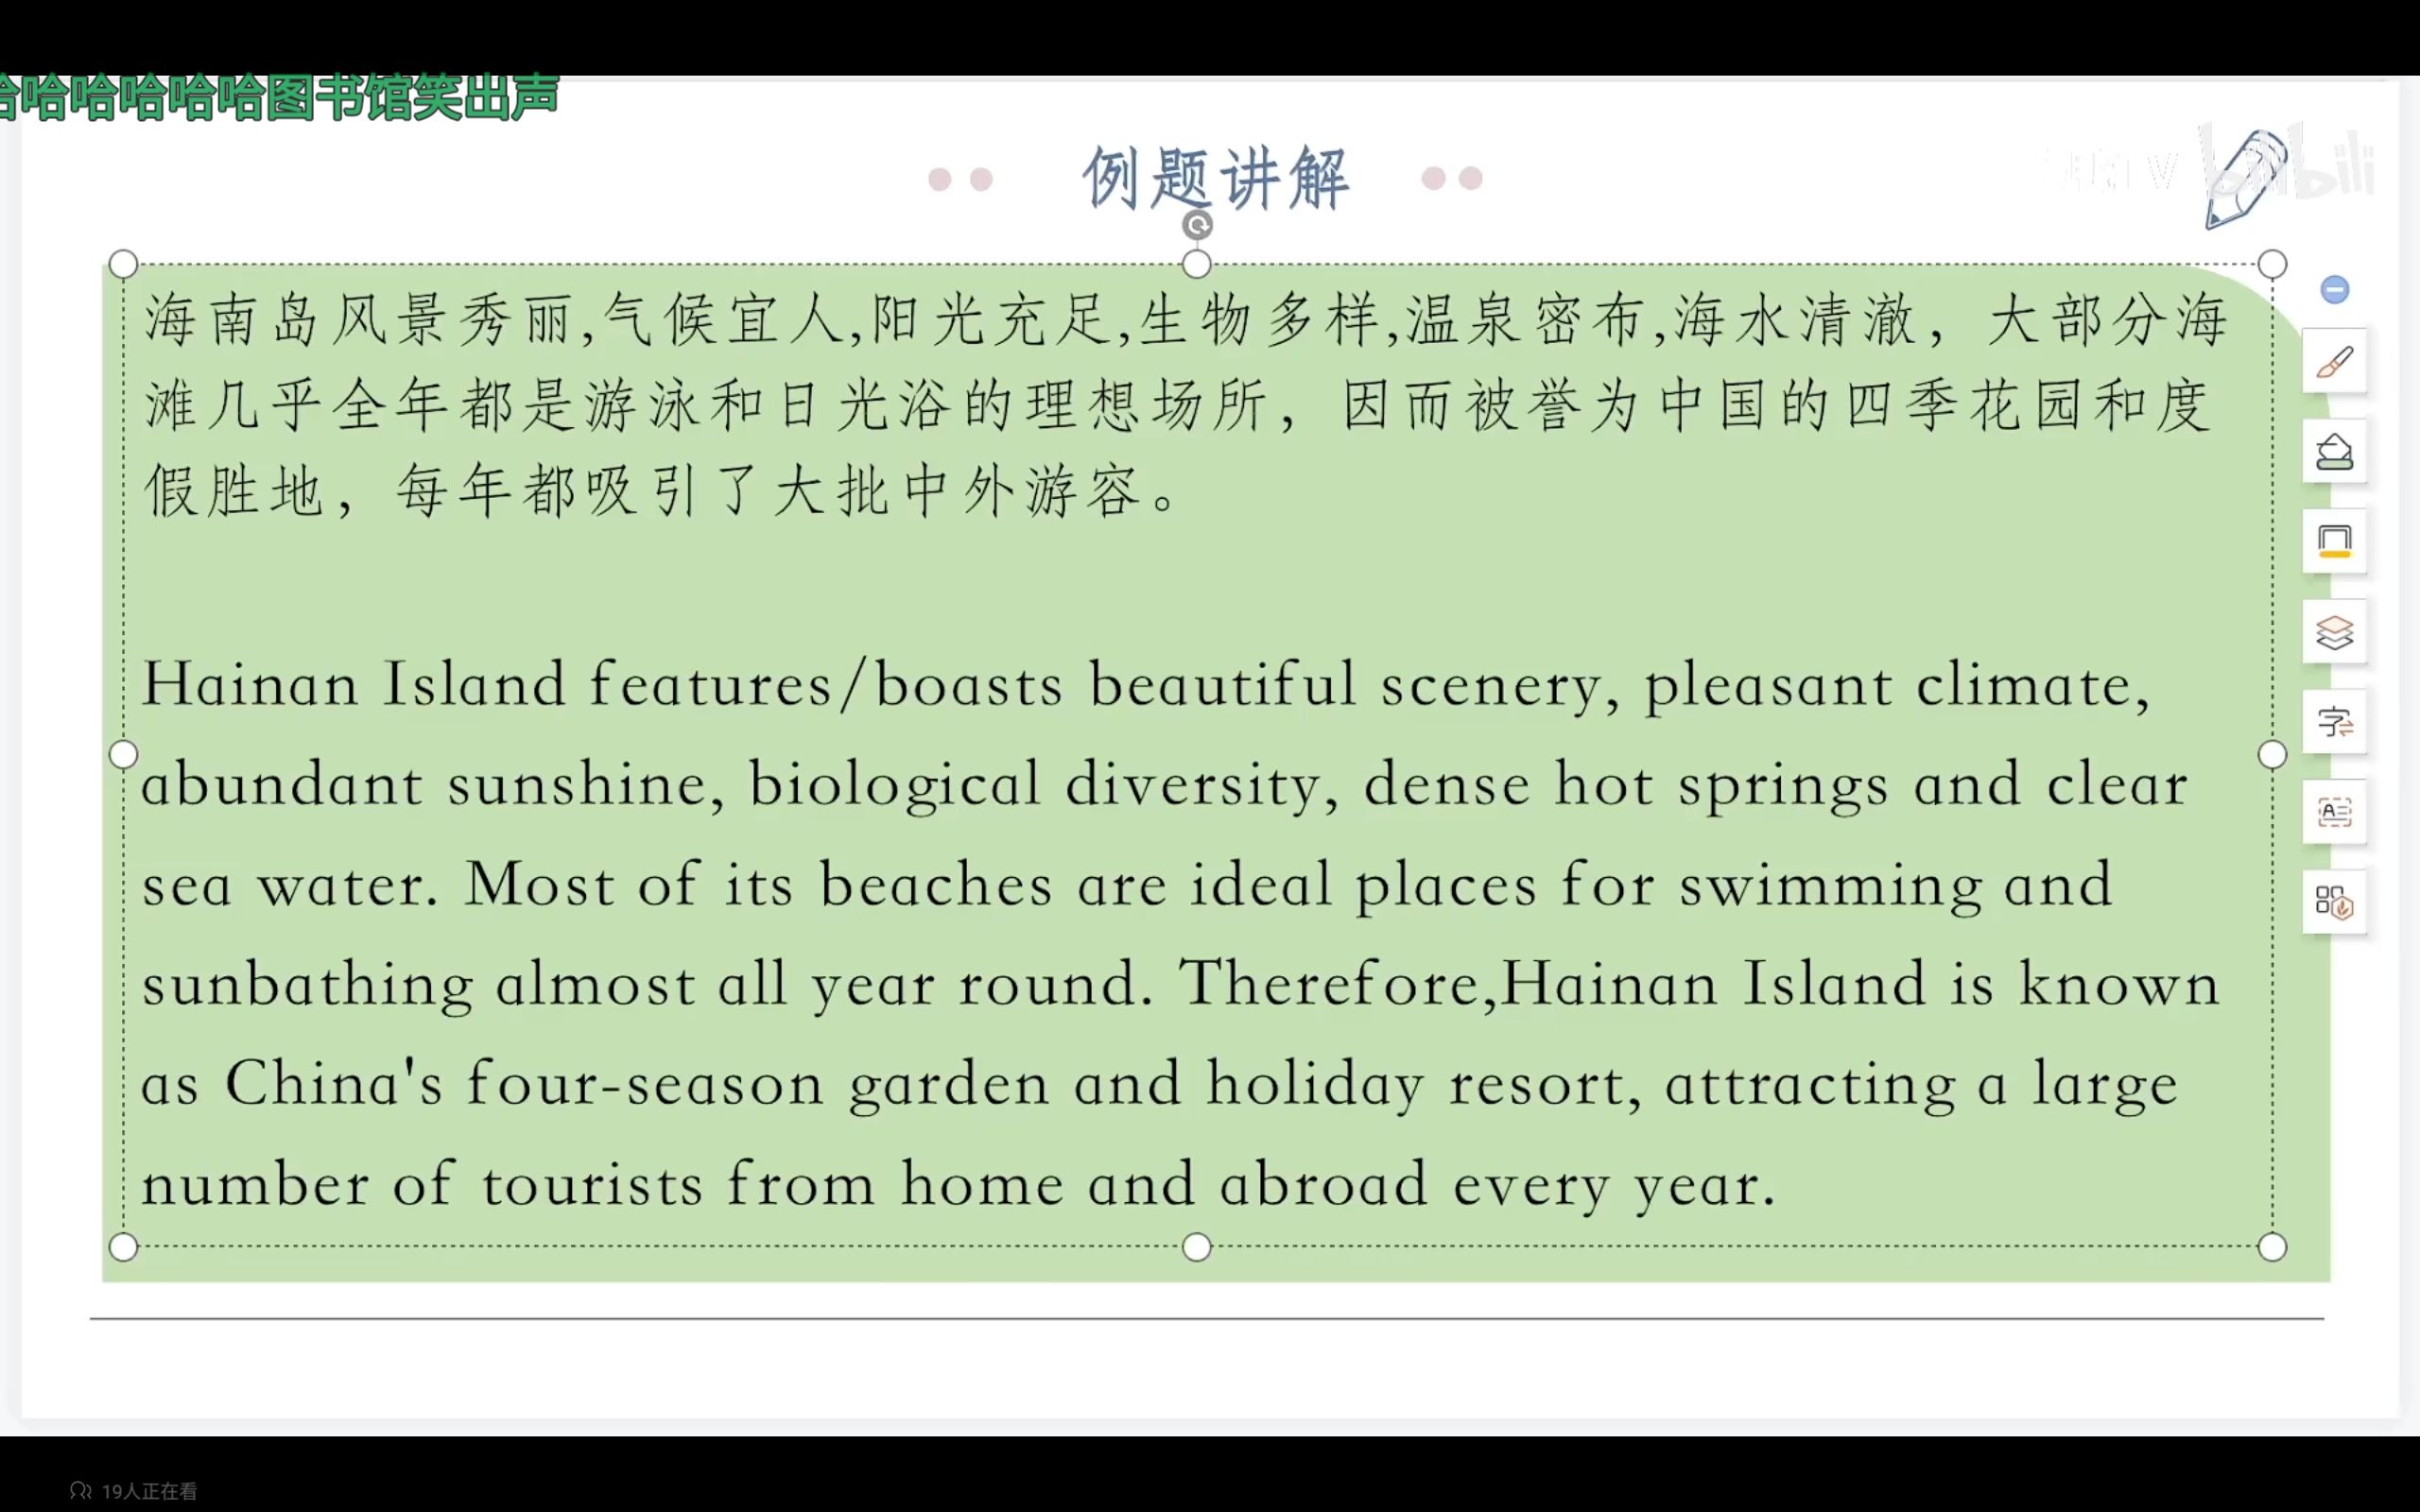 哈哈哈哈哈哈图书馆笑出声
例题讲解
bilibili
海南岛风景秀丽,气候宜人,阳光充足,生物多样,温泉密布,海水清澈，大部分海
滩几乎全年都是游泳和日光浴的理想场所，因而被誉为中国的四季花园和度
假胜地，每年都吸引了大批中外游容。
Hainan Island features/boasts beautiful scenery, pleasant climate,
abundant sunshine, biological diversity, dense hot springs and clear
sea water. Most of its beaches are ideal places for swimming and
sunbathing almost all year round. Therefore,Hainan Island is known
as China's four-season garden and holiday resort, attracting a large
number of tourists from home and abroad every year.
19人正在看